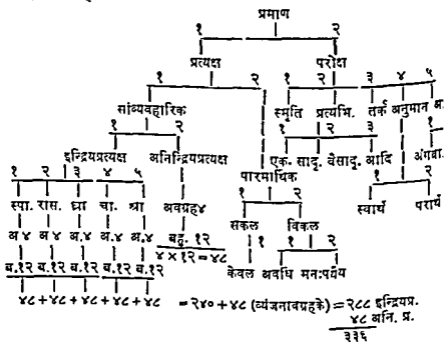 प्रमाण
१ २
प्रत्यक्ष परोक्ष
१ २ १ २ ३ ४ ५
सांव्यवहारिक स्मृति प्रत्यभि. तर्क अनुमान
१ २ १ २ ३
इन्द्रियप्रत्यक्ष अनिन्द्रियप्रत्यक्ष एक. सादृ. वैसादृ. आदि अंगबा.
१ २ ३ ४ ५ पारमार्थिक १ २
स्पा. रास. घ्रा चा. श्रा अवग्रह४ १ २ स्वार्थ परार्थ
अ.४ अ ४ अ.४ अ.४ अ.४ बहु. १२ सकल विकल
४ × १२ = ४८ १ १ २
ब.१२ ब.१२ ब.१२ ब.१२ ब.१२ केवल अवधि मनःपर्यय
४८ + ४८ + ४८ + ४८ + ४८ = २४० + ४८ (व्यंजनावग्रहके) = २८८ इन्द्रियप्र.
४८ अनि. प्र.
३३६